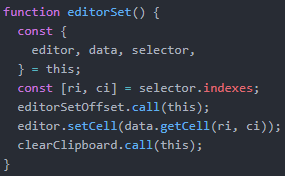 function editorSet() {
  const {
    editor, data, selector,
  } = this;
  const [ri, ci] = selector.indexes;
  editorSetOffset.call(this);
  editor.setCell(data.getCell(ri, ci));
  clearClipboard.call(this);
}